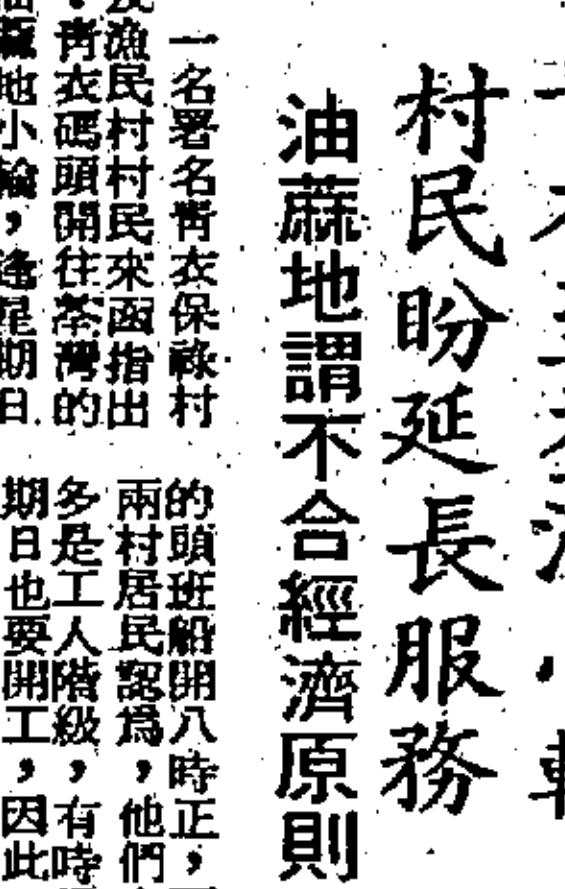 村民盼延長服務
油蔴地謂不合經濟原則
一名署名靑衣保祿村
漁民村村民來函指出
靑衣碼頭開往荃灣的
地小輪，逢星期日
的頭班船開八時正，
兩村居民認爲，他們
多是工人階級，有時
期日也要開工，因此